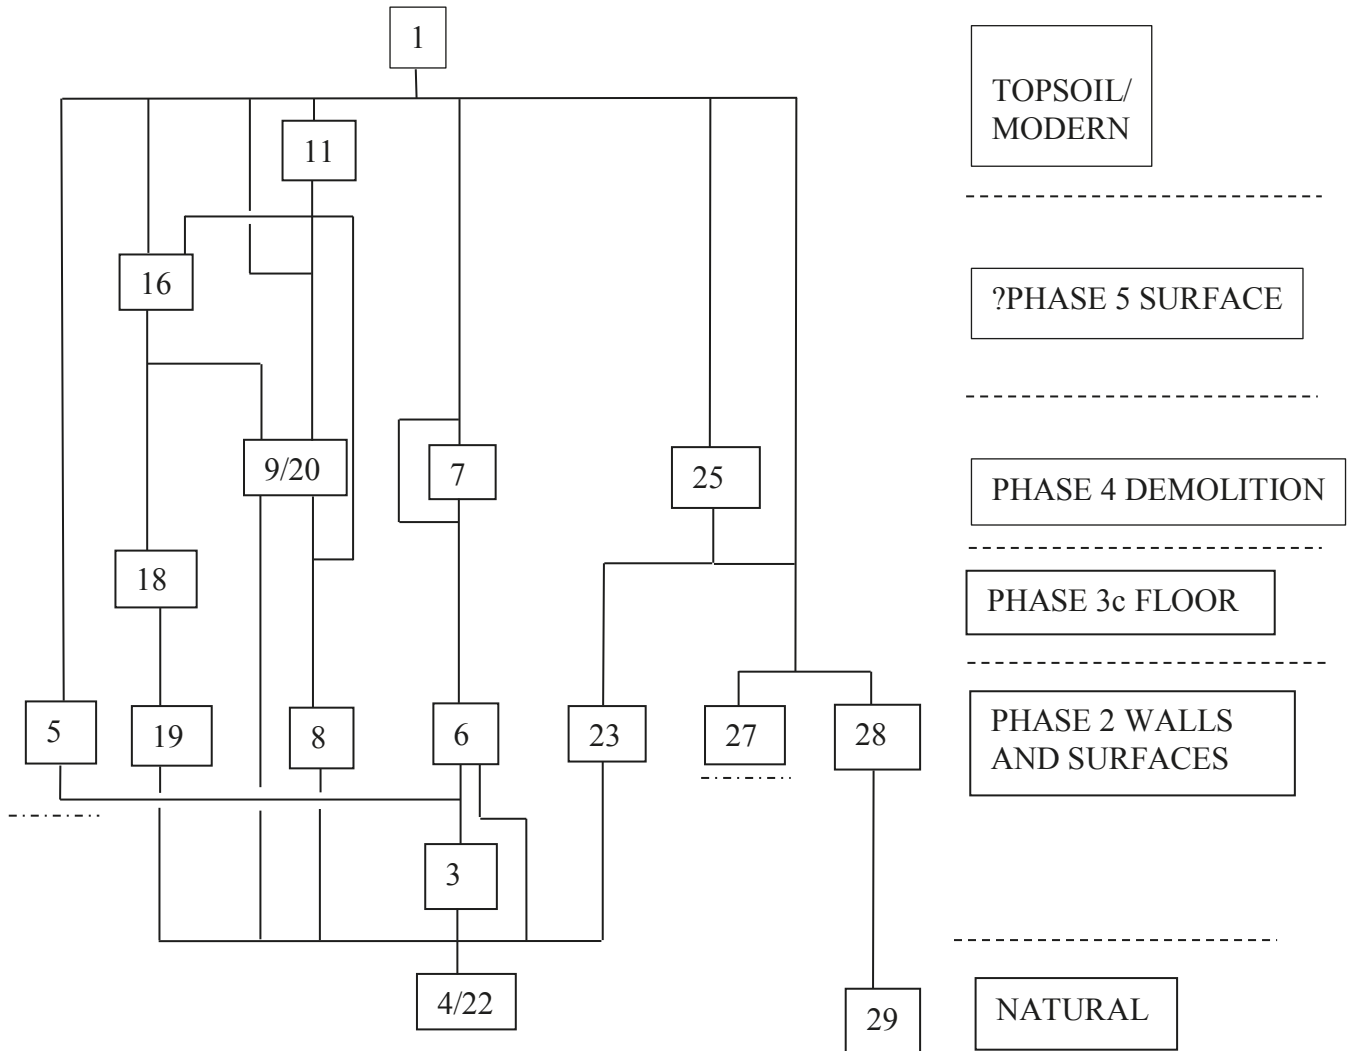 1
TOPSOIL/
MODERN
11
16
?PHASE 5 SURFACE
9/20
7
25
PHASE 4 DEMOLITION
18
PHASE 3c FLOOR
5
19
8
6
23
27
28
PHASE 2 WALLS
AND SURFACES
3
4/22
29
NATURAL